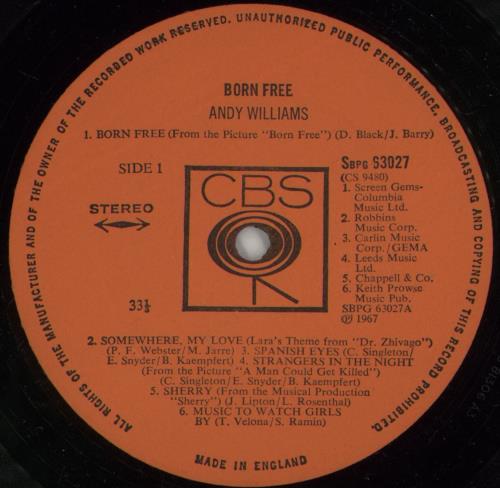 ALL RIGHTS OF THE MANUFACTURER AND OF THE OWNER OF THE RECORDED WORK RESERVED. UNAUTHORIZED PUBLIC PERFORMANCE, BROADCASTING AND COPYING OF THIS RECORD PROHIBITED.
BORN FREE
ANDY WILLIAMS
1. BORN FREE (From the Picture "Born Free") (D. Black/J. Barry)
SIDE 1
STEREO
33⅓
CBS
SBPG 63027
(CS 9480)
1. Screen Gems-
Columbia
Music Ltd.
2. Robbins
Music Corp.
3. Carlin Music
Corp./GEMA
4. Leeds Music
Ltd.
5. Chappell & Co.
6. Keith Prowse
Music Pub.
SBPG 63027A
℗ 1967
2. SOMEWHERE, MY LOVE (Lara's Theme from "Dr. Zhivago")
(P. F. Webster/M. Jarre) 3. SPANISH EYES (C. Singleton/
E. Snyder/B. Kaempfert) 4. STRANGERS IN THE NIGHT
(From the Picture "A Man Could Get Killed")
(C. Singleton/E. Snyder/B. Kaempfert)
5. SHERRY (From the Musical Production
"Sherry") (J. Lipton/L. Rosenthal)
6. MUSIC TO WATCH GIRLS
BY (T. Velona/S. Ramin)
MADE IN ENGLAND